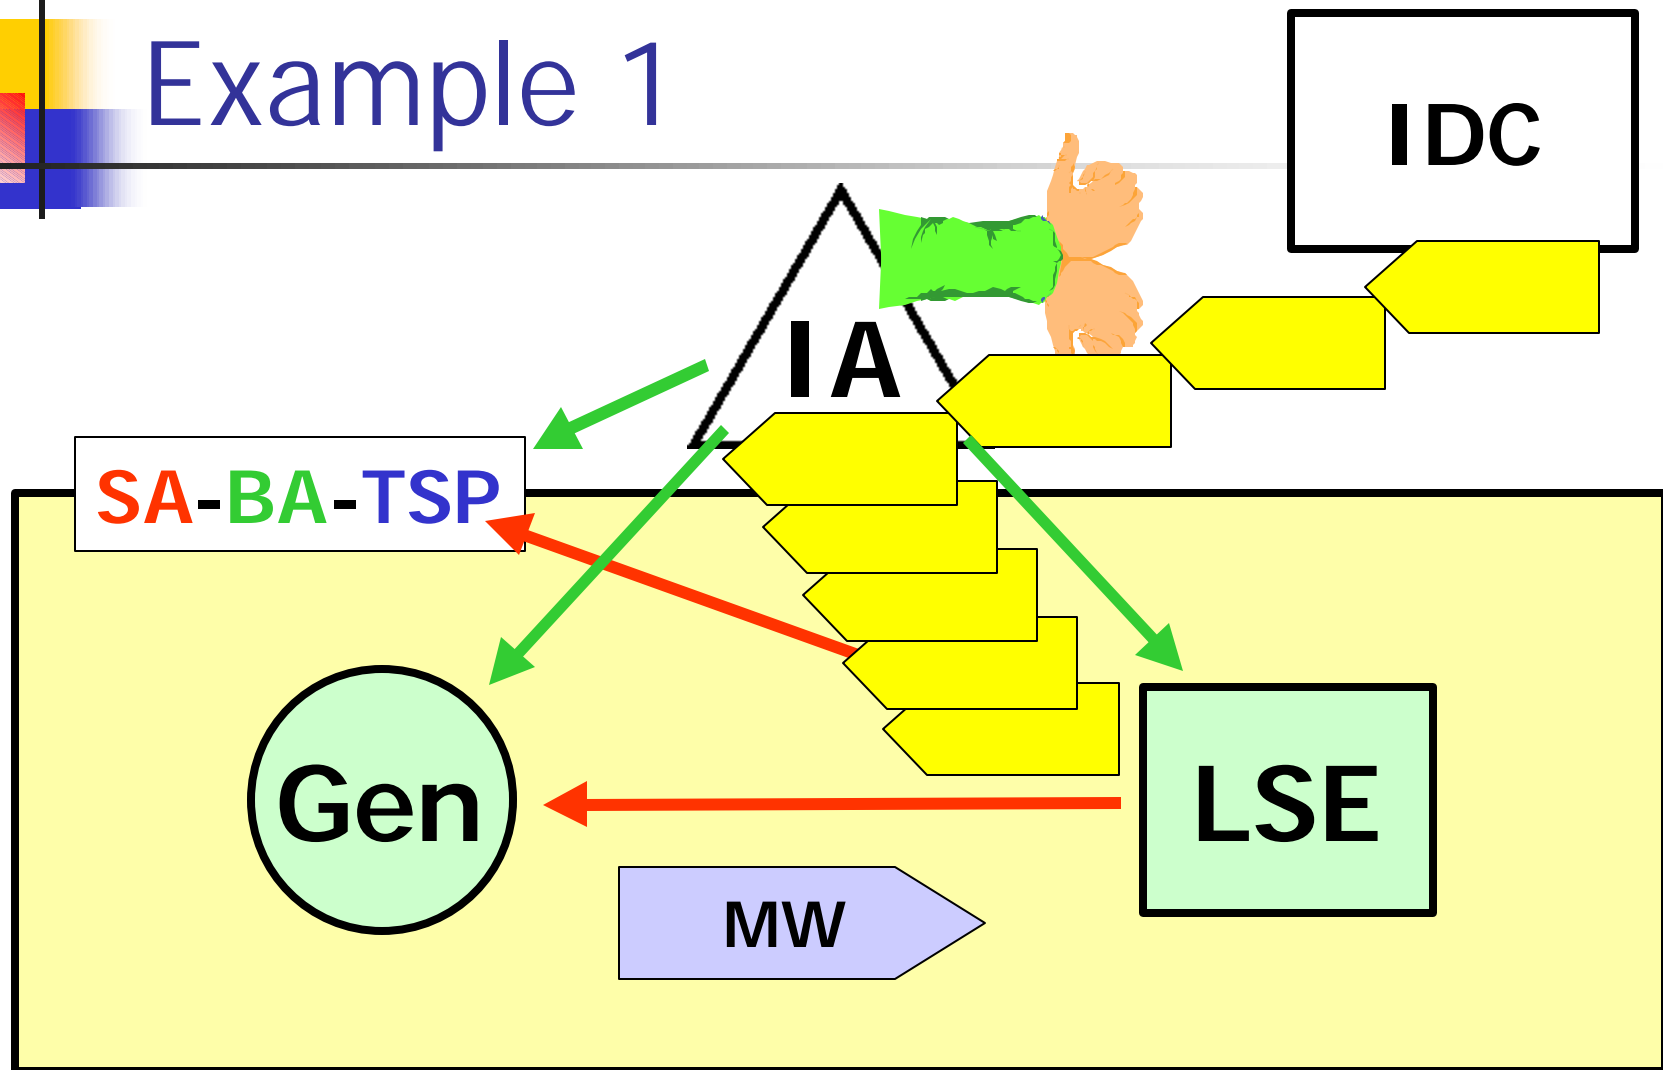 Example 1
IDC
IA
SA-BA-TSP
Gen
LSE
MW